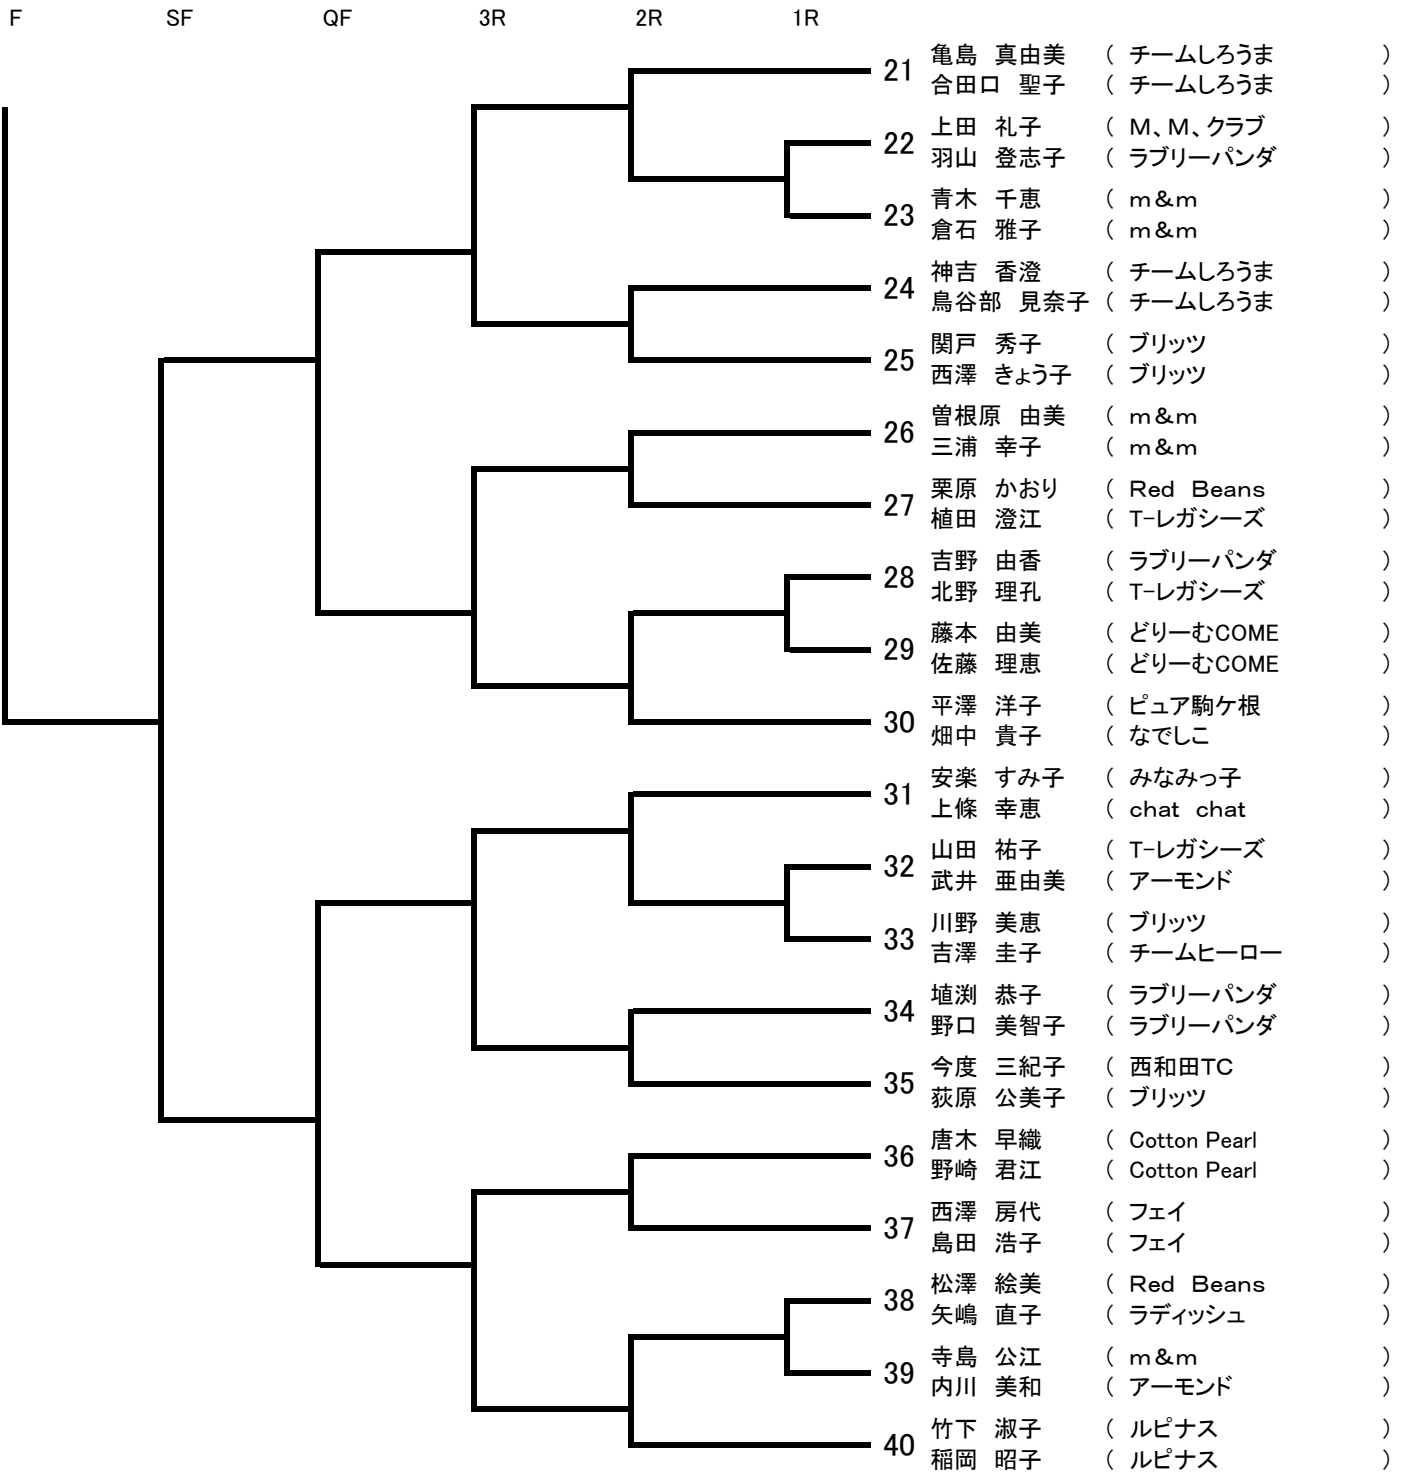 F SF QF 3R 2R 1R
21 亀島 真由美 ( チームしろうま )
合田口 聖子 ( チームしろうま )
22 上田 礼子 ( M、M、クラブ )
羽山 登志子 ( ラブリーパンダ )
23 青木 千恵 ( m&m )
倉石 雅子 ( m&m )
24 神吉 香澄 ( チームしろうま )
鳥谷部 見奈子 ( チームしろうま )
25 関戸 秀子 ( ブリッツ )
西澤 きょう子 ( ブリッツ )
26 曽根原 由美 ( m&m )
三浦 幸子 ( m&m )
27 栗原 かおり ( Red Beans )
植田 澄江 ( T-レガシーズ )
28 吉野 由香 ( ラブリーパンダ )
北野 理孔 ( T-レガシーズ )
29 藤本 由美 ( どりーむCOME )
佐藤 理恵 ( どりーむCOME )
30 平澤 洋子 ( ピュア駒ケ根 )
畑中 貴子 ( なでしこ )
31 安楽 すみ子 ( みなみっ子 )
上條 幸恵 ( chat chat )
32 山田 祐子 ( T-レガシーズ )
武井 亜由美 ( アーモンド )
33 川野 美恵 ( ブリッツ )
吉澤 圭子 ( チームヒーロー )
34 埴渕 恭子 ( ラブリーパンダ )
野口 美智子 ( ラブリーパンダ )
35 今度 三紀子 ( 西和田TC )
荻原 公美子 ( ブリッツ )
36 唐木 早織 ( Cotton Pearl )
野崎 君江 ( Cotton Pearl )
37 西澤 房代 ( フェイ )
島田 浩子 ( フェイ )
38 松澤 絵美 ( Red Beans )
矢嶋 直子 ( ラディッシュ )
39 寺島 公江 ( m&m )
内川 美和 ( アーモンド )
40 竹下 淑子 ( ルピナス )
稲岡 昭子 ( ルピナス )